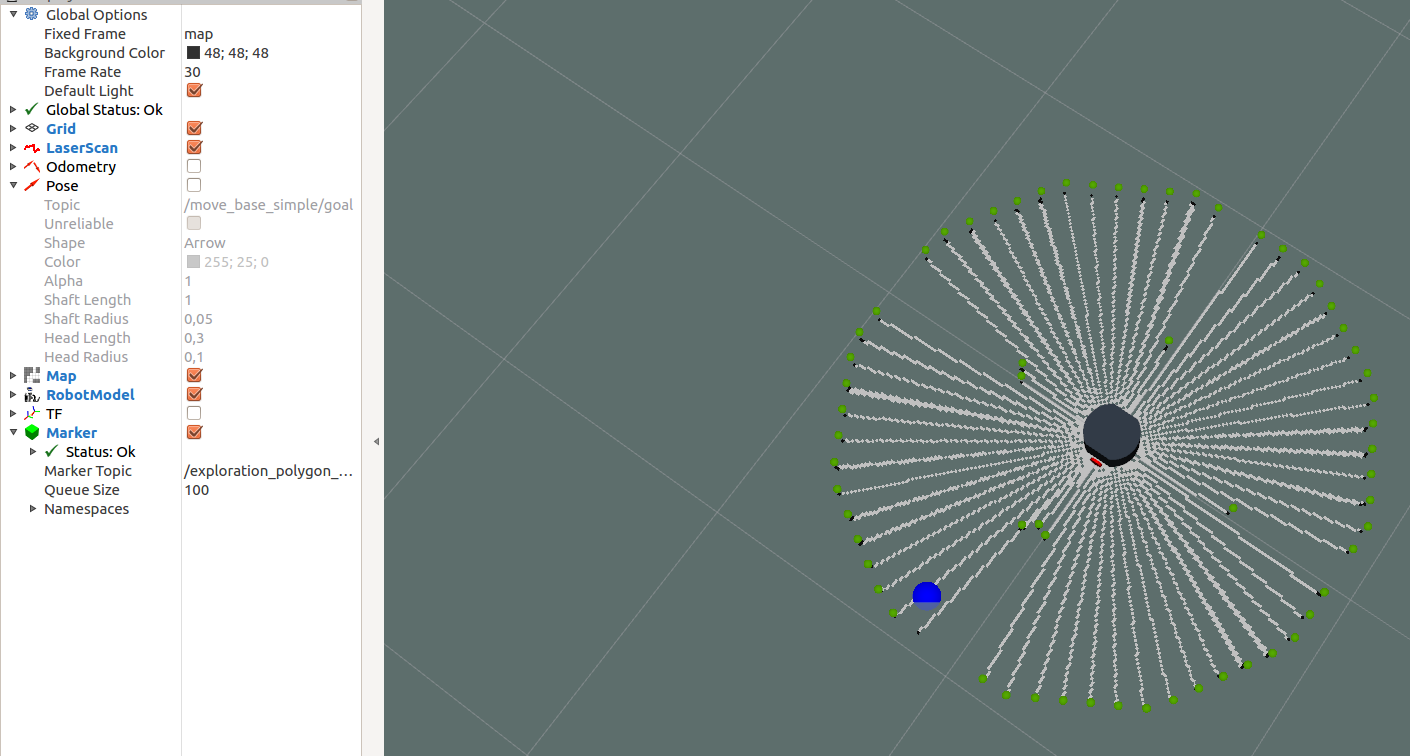 Global Options
Fixed Frame map
Background Color 48; 48; 48
Frame Rate 30
Default Light
Global Status: Ok
Grid
LaserScan
Odometry
Pose
Topic /move_base_simple/goal
Unreliable
Shape Arrow
Color 255; 25; 0
Alpha 1
Shaft Length 1
Shaft Radius 0,05
Head Length 0,3
Head Radius 0,1
Map
RobotModel
TF
Marker
Status: Ok
Marker Topic /exploration_polygon_...
Queue Size 100
Namespaces